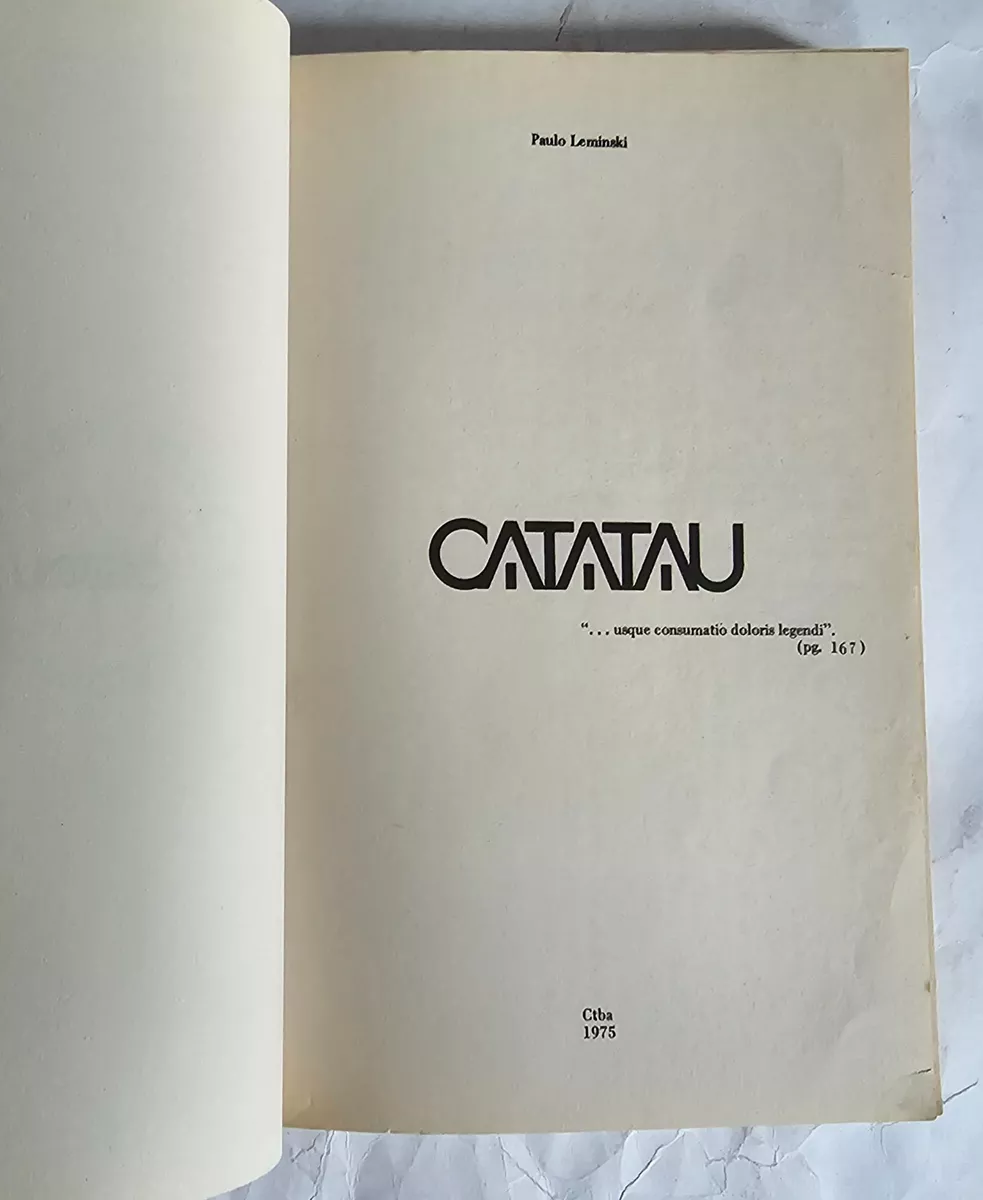 Paulo Leminski
CATATAU
“... usque consumatio doloris legendi”.
(pg. 167)
Ctba
1975